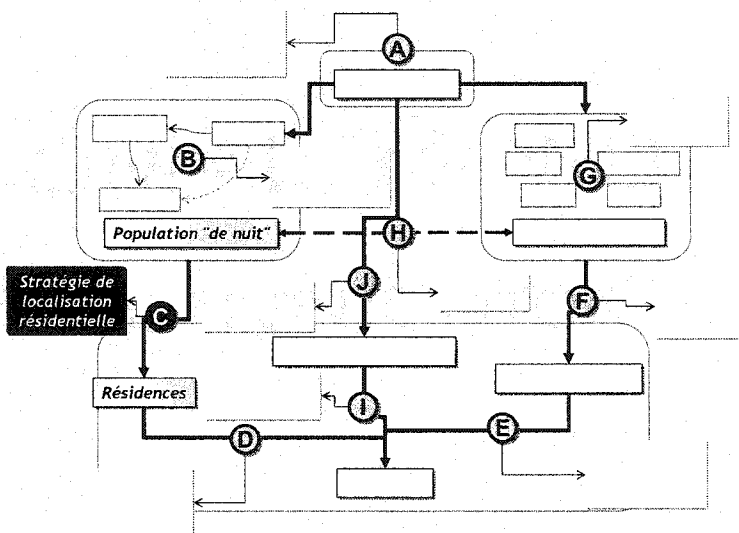 A
B
G
Population "de nuit"
H
Stratégie de
localisation
résidentielle
J
F
C
Résidences
I
D
E